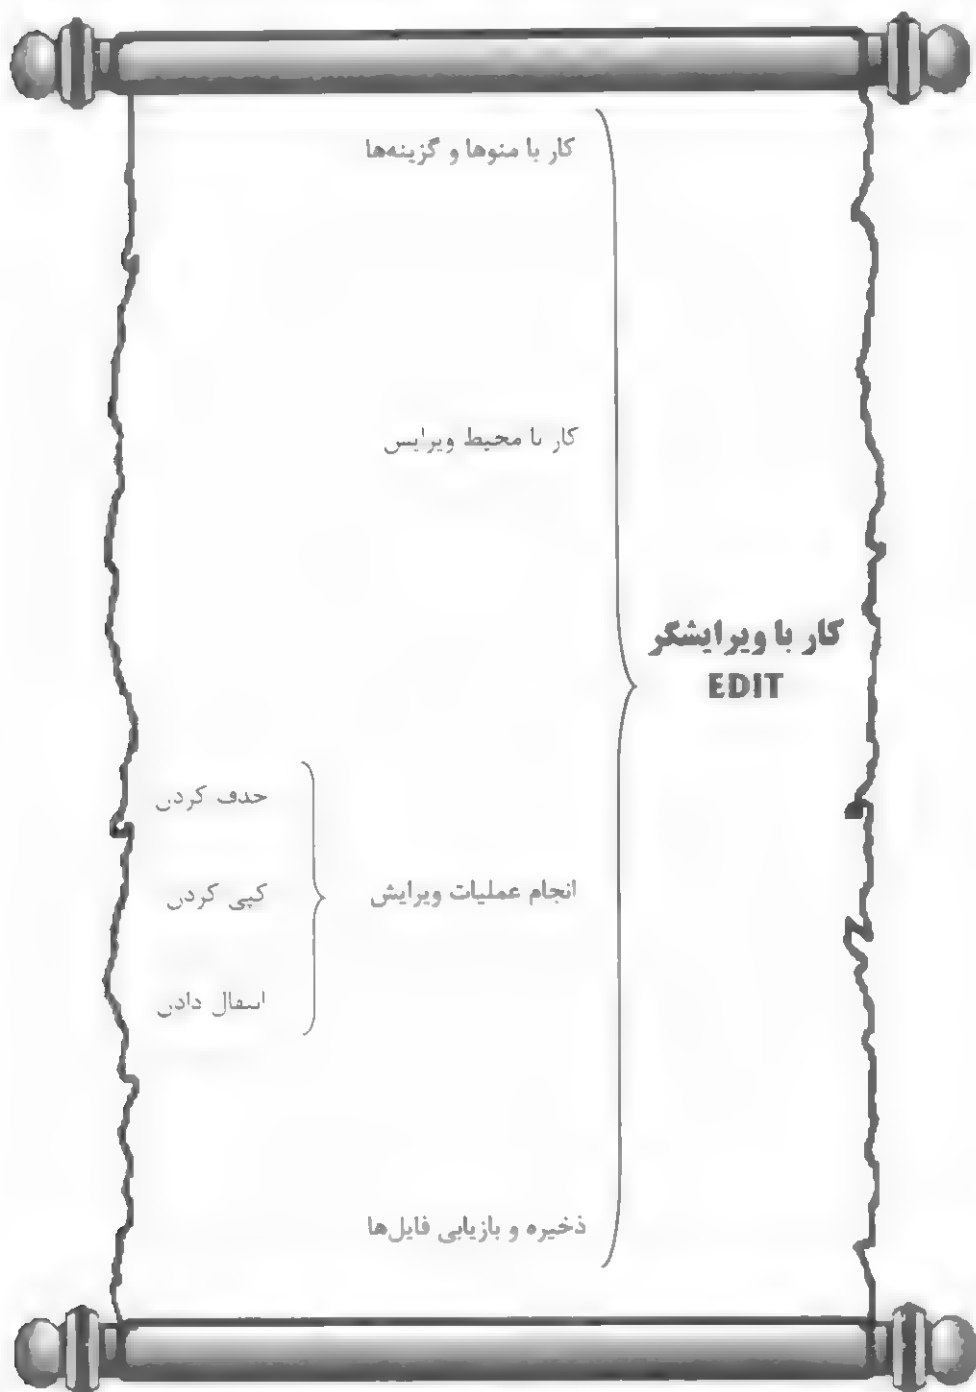 کار با ویرایشگر
EDIT
کار با منوها و گزینه‌ها
کار با محیط ویرایش
انجام عملیات ویرایش
حذف کردن
کپی کردن
انتقال دادن
ذخیره و بازیابی فایل‌ها